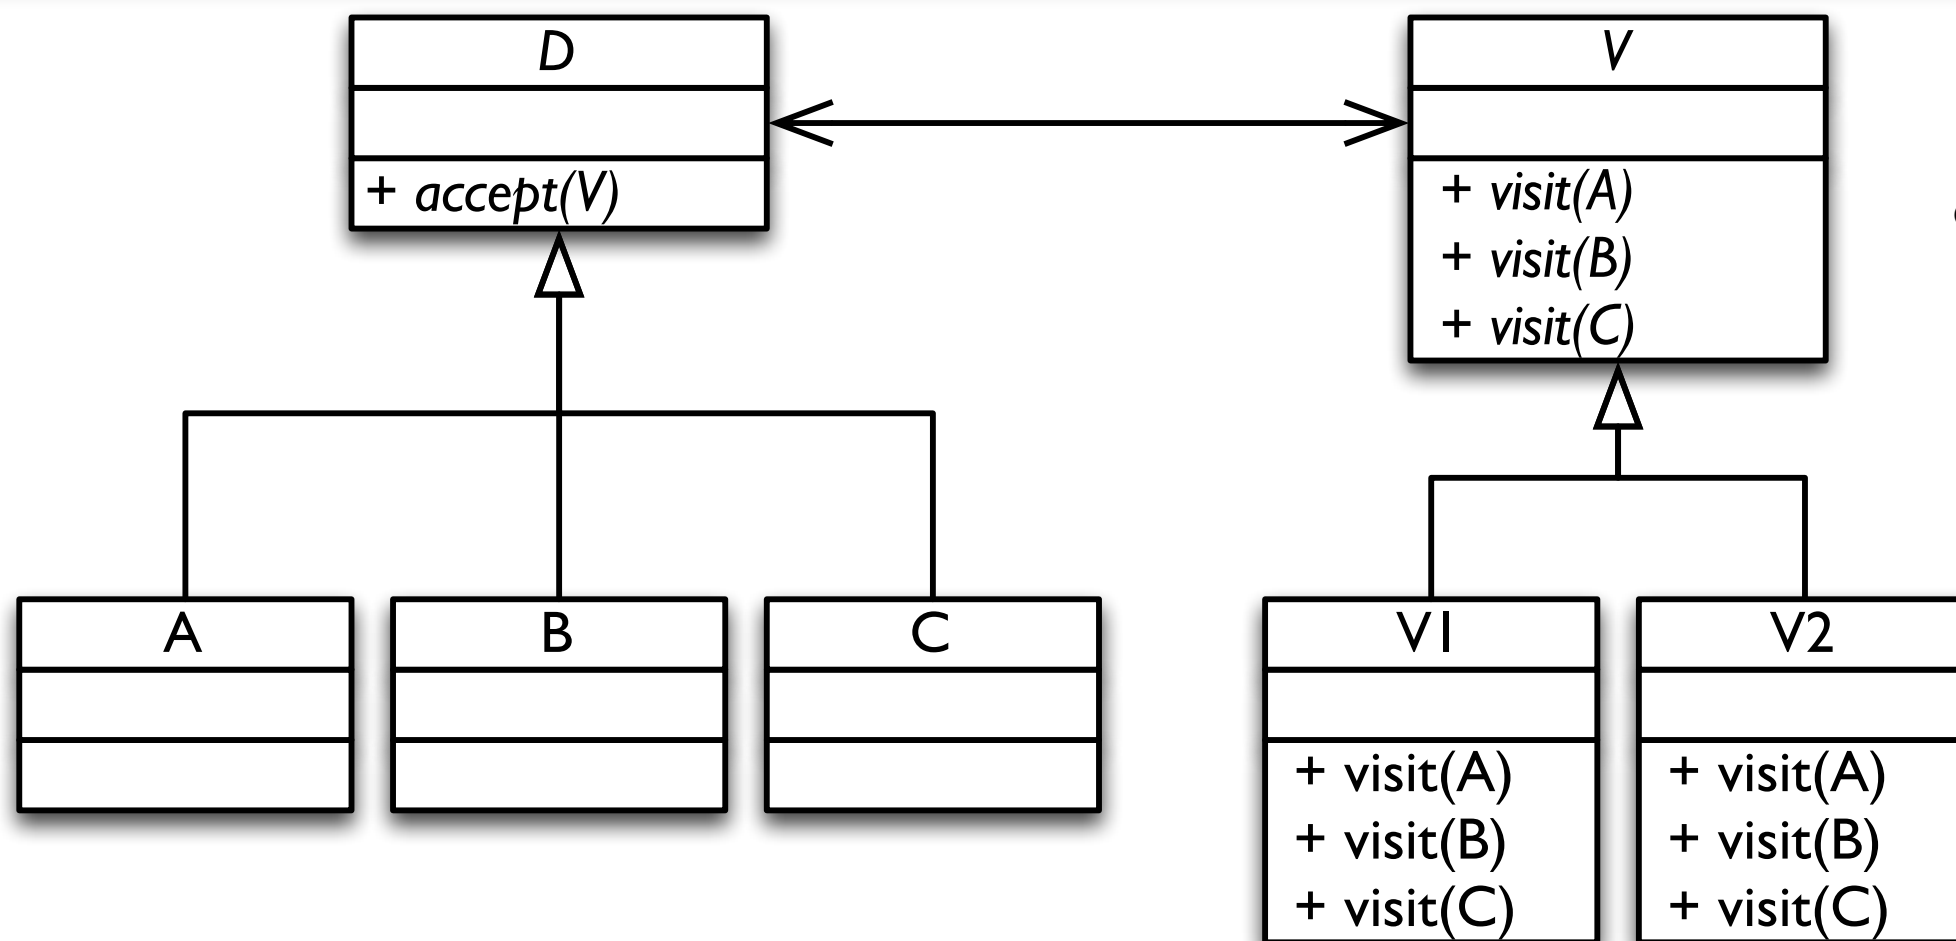 D
+ accept(V)
V
+ visit(A)
+ visit(B)
+ visit(C)
A
B
C
V1
+ visit(A)
+ visit(B)
+ visit(C)
V2
+ visit(A)
+ visit(B)
+ visit(C)